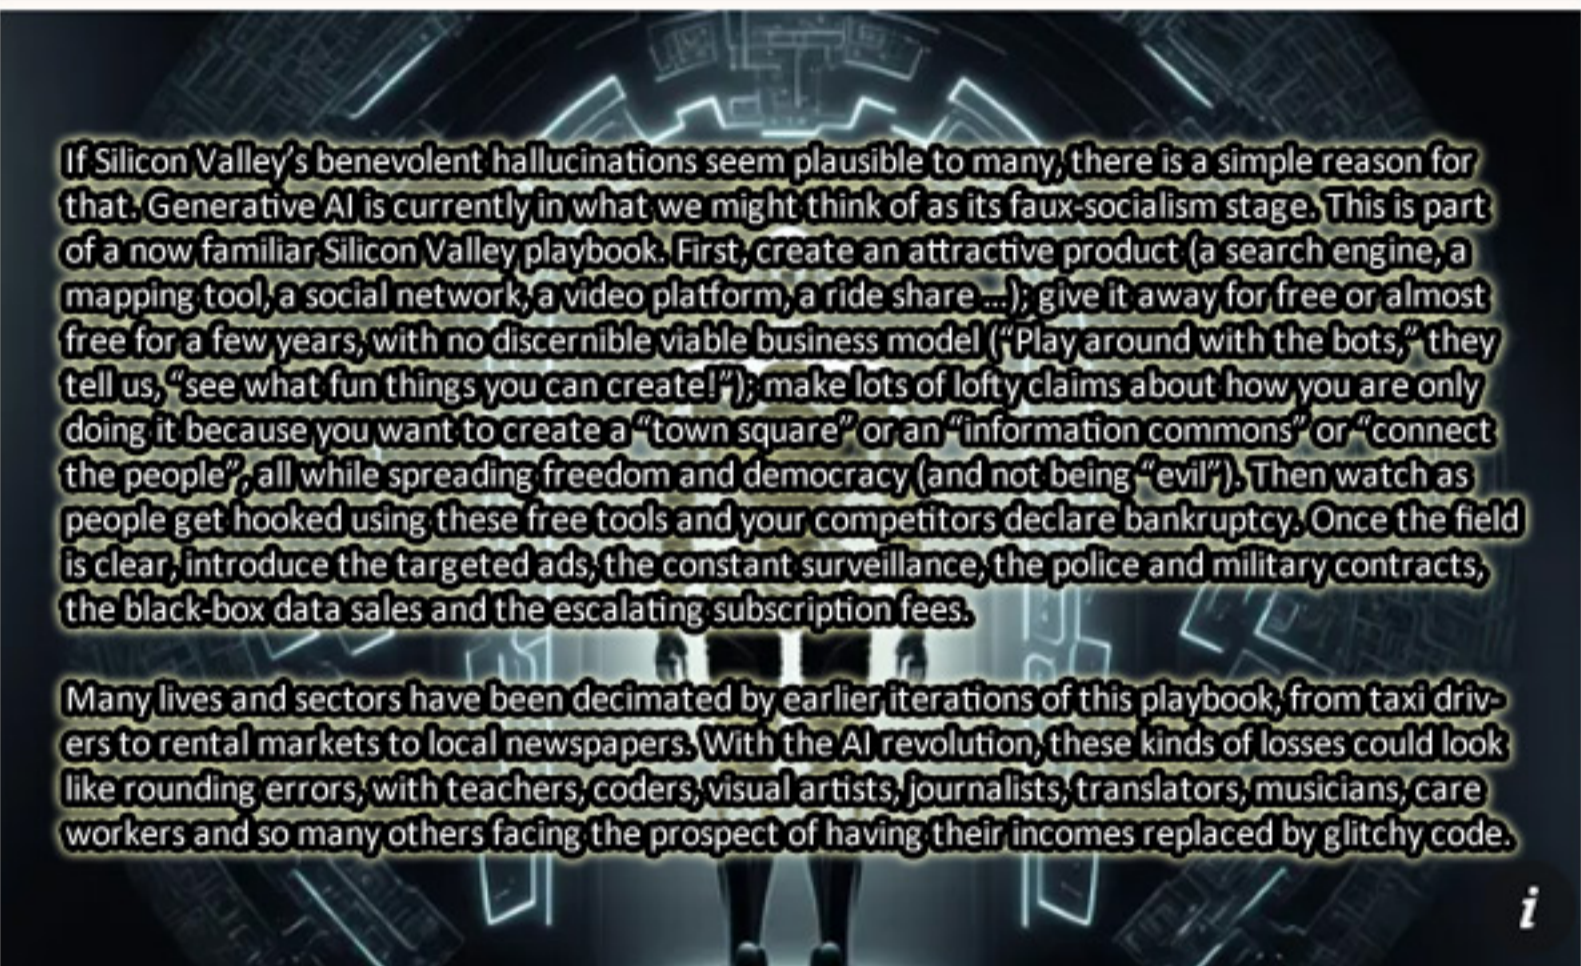 If Silicon Valley’s benevolent hallucinations seem plausible to many, there is a simple reason for
that. Generative AI is currently in what we might think of as its faux-socialism stage. This is part
of a now familiar Silicon Valley playbook. First, create an attractive product (a search engine, a
mapping tool, a social network, a video platform, a ride share ...); give it away for free or almost
free for a few years, with no discernible viable business model (“Play around with the bots,” they
tell us, “see what fun things you can create!”); make lots of lofty claims about how you are only
doing it because you want to create a “town square” or an “information commons” or “connect
the people”, all while spreading freedom and democracy (and not being “evil”). Then watch as
people get hooked using these free tools and your competitors declare bankruptcy. Once the field
is clear, introduce the targeted ads, the constant surveillance, the police and military contracts,
the black-box data sales and the escalating subscription fees.
Many lives and sectors have been decimated by earlier iterations of this playbook, from taxi driv-
ers to rental markets to local newspapers. With the AI revolution, these kinds of losses could look
like rounding errors, with teachers, coders, visual artists, journalists, translators, musicians, care
workers and so many others facing the prospect of having their incomes replaced by glitchy code.
i